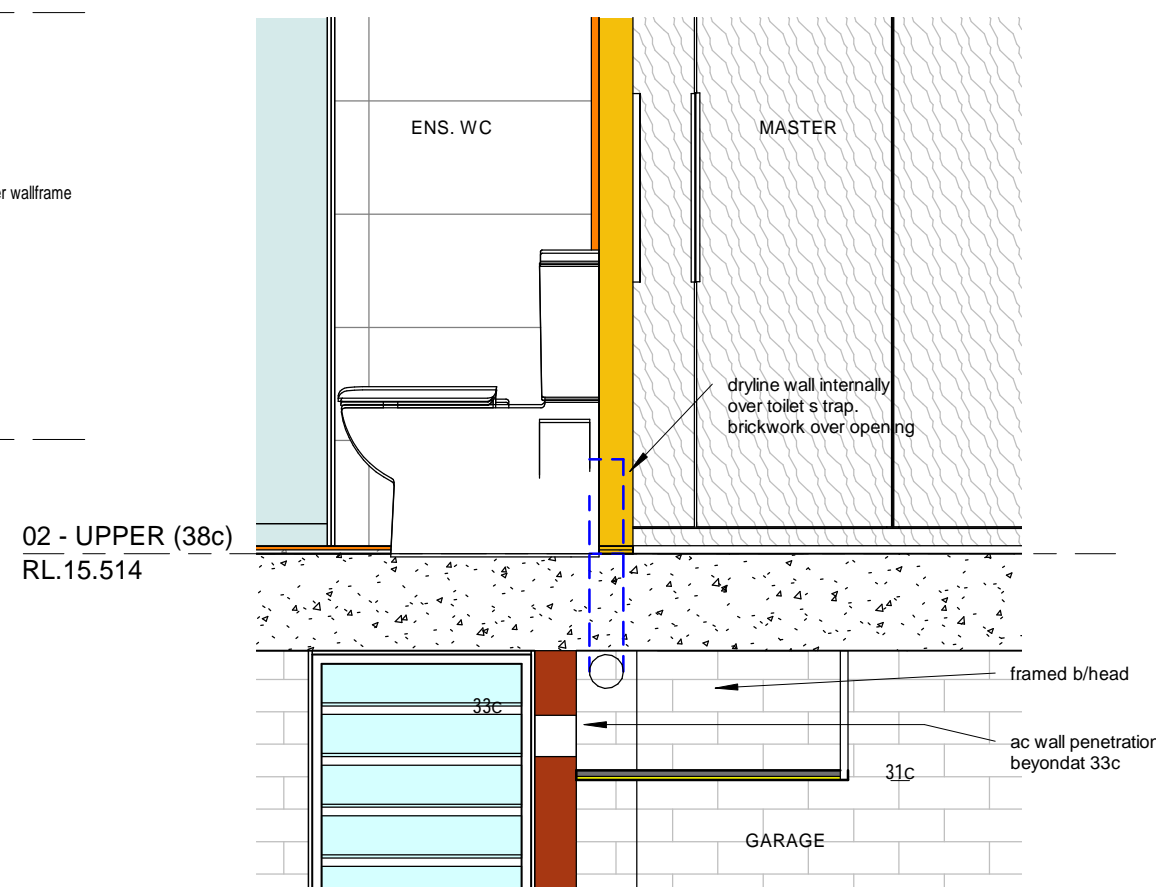 ENS. WC
MASTER
wallframe
dryline wall internally
over toilet s trap.
brickwork over opening
02 - UPPER (38c)
RL.15.514
33c
framed b/head
ac wall penetration
beyondat 33c
31c
GARAGE